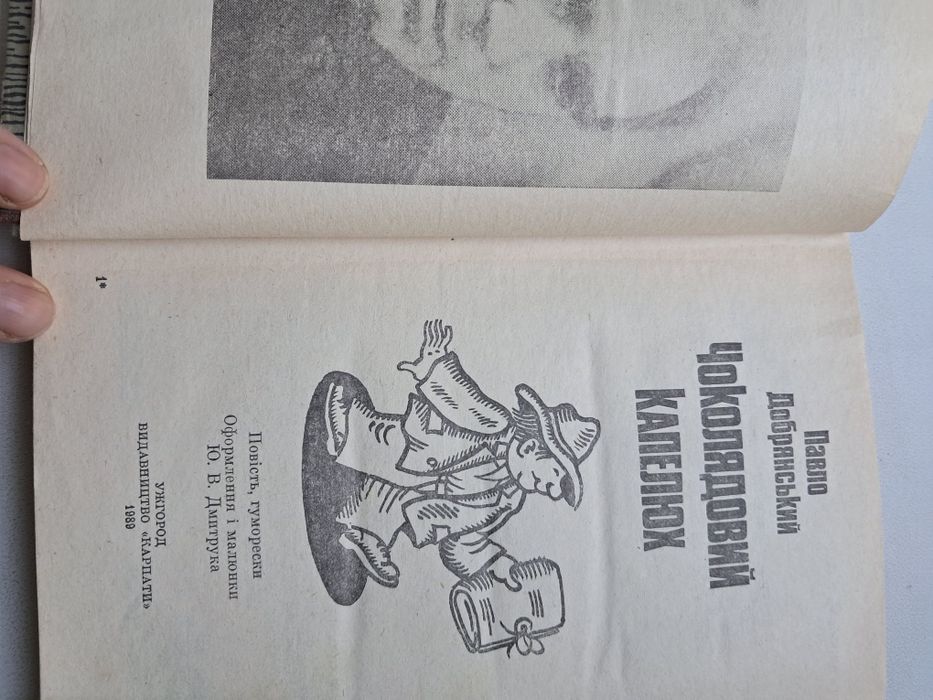 Павло
Добрянський
ЧОКОЛЯДОВИЙ
КАПЕЛЮХ
Повість, гуморески
Оформлення і малюнки
Ю. В. Дмитрука
УЖГОРОД
ВИДАВНИЦТВО «КАРПАТИ»
1989
1*